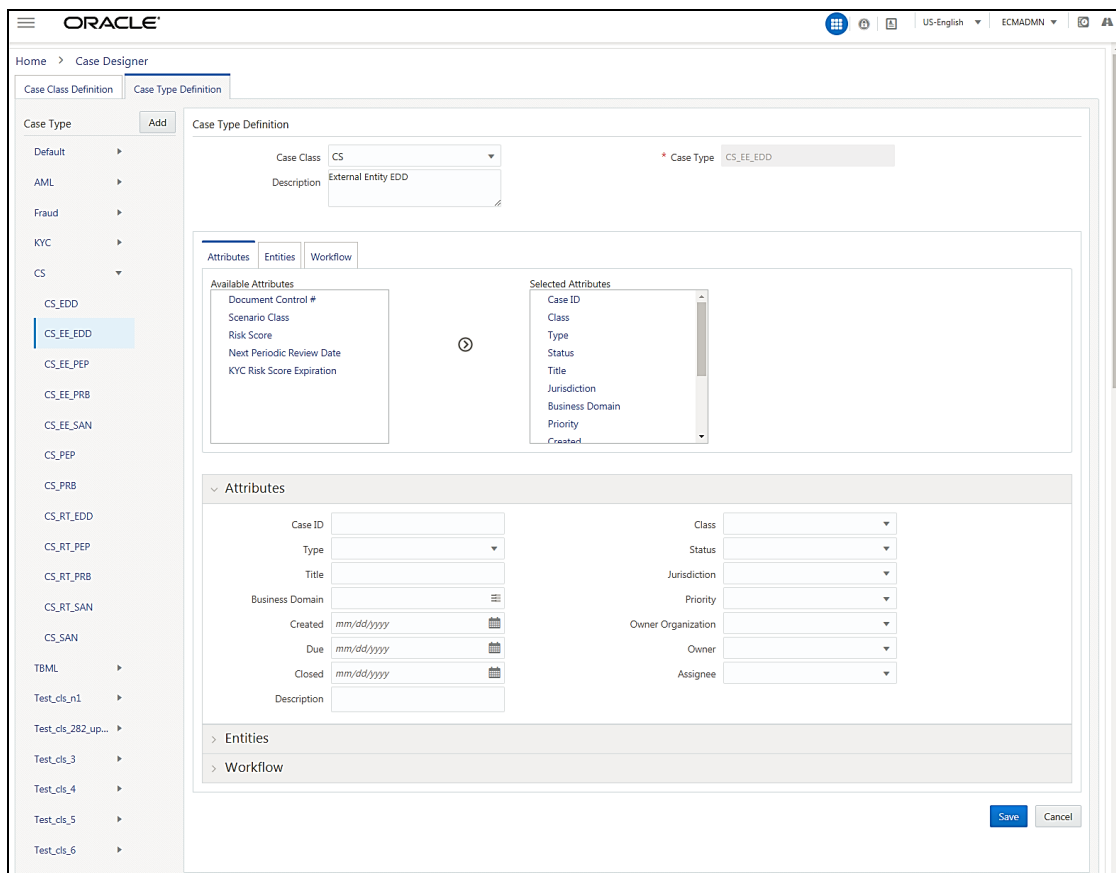 ORACLE
US-English
ECMADMN
Home > Case Designer
Case Class Definition
Case Type Definition
Case Type
Add
Default
AML
Fraud
KYC
CS
CS_EDD
CS_EE_EDD
CS_EE_PEP
CS_EE_PRB
CS_EE_SAN
CS_PEP
CS_PRB
CS_RT_EDD
CS_RT_PEP
CS_RT_PRB
CS_RT_SAN
CS_SAN
TBML
Test_cls_n1
Test_cls_282_up...
Test_cls_3
Test_cls_4
Test_cls_5
Test_cls_6
Case Type Definition
Case Class CS
* Case Type CS_EE_EDD
Description External Entity EDD
Attributes
Entities
Workflow
Available Attributes
Document Control #
Scenario Class
Risk Score
Next Periodic Review Date
KYC Risk Score Expiration
Selected Attributes
Case ID
Class
Type
Status
Title
Jurisdiction
Business Domain
Priority
Created
Attributes
Case ID
Class
Type
Status
Title
Jurisdiction
Business Domain
Priority
Created mm/dd/yyyy
Owner Organization
Due mm/dd/yyyy
Owner
Closed mm/dd/yyyy
Assignee
Description
Entities
Workflow
Save
Cancel